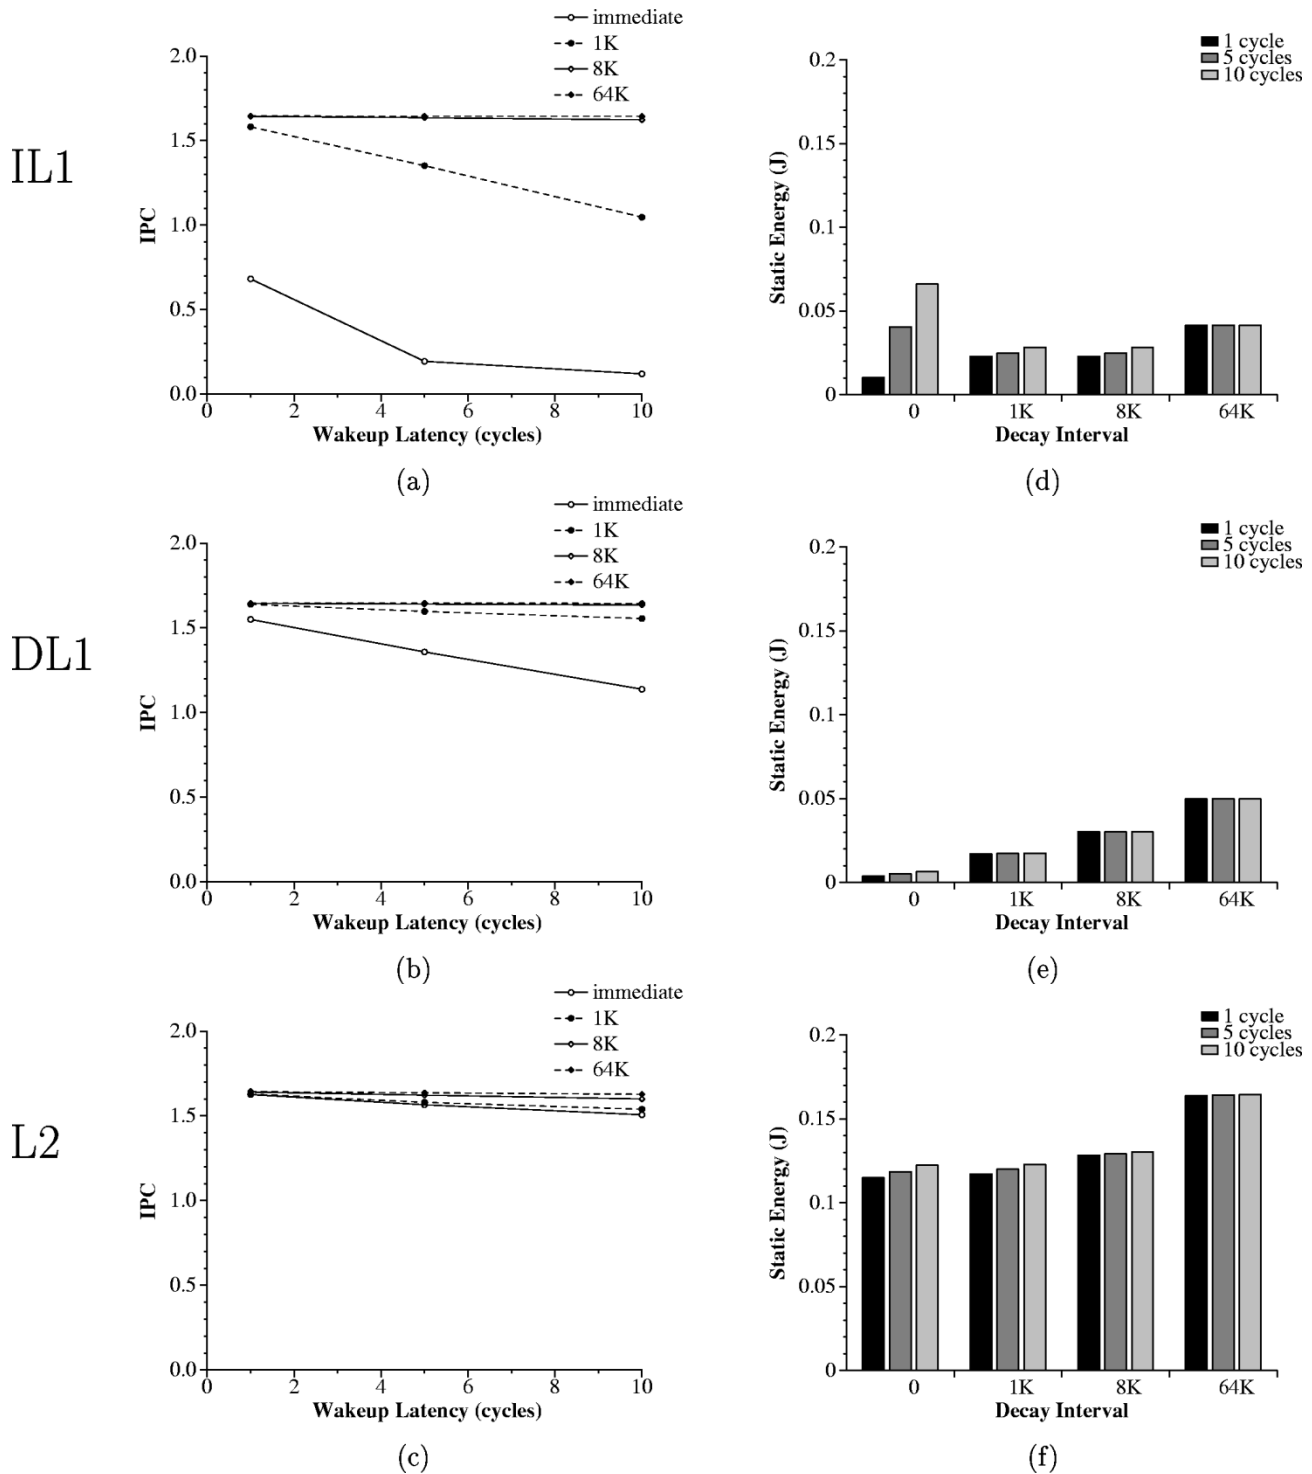 IL1
immediate
1K
8K
64K
2.0
1.5
1.0
0.5
0.0
IPC
0 2 4 6 8 10
Wakeup Latency (cycles)
(a)
1 cycle
5 cycles
10 cycles
0.2
0.15
0.1
0.05
0
Static Energy (J)
0 1K 8K 64K
Decay Interval
(d)
DL1
immediate
1K
8K
64K
2.0
1.5
1.0
0.5
0.0
IPC
0 2 4 6 8 10
Wakeup Latency (cycles)
(b)
1 cycle
5 cycles
10 cycles
0.2
0.15
0.1
0.05
0
Static Energy (J)
0 1K 8K 64K
Decay Interval
(e)
L2
immediate
1K
8K
64K
2.0
1.5
1.0
0.5
0.0
IPC
0 2 4 6 8 10
Wakeup Latency (cycles)
(c)
1 cycle
5 cycles
10 cycles
0.2
0.15
0.1
0.05
0
Static Energy (J)
0 1K 8K 64K
Decay Interval
(f)